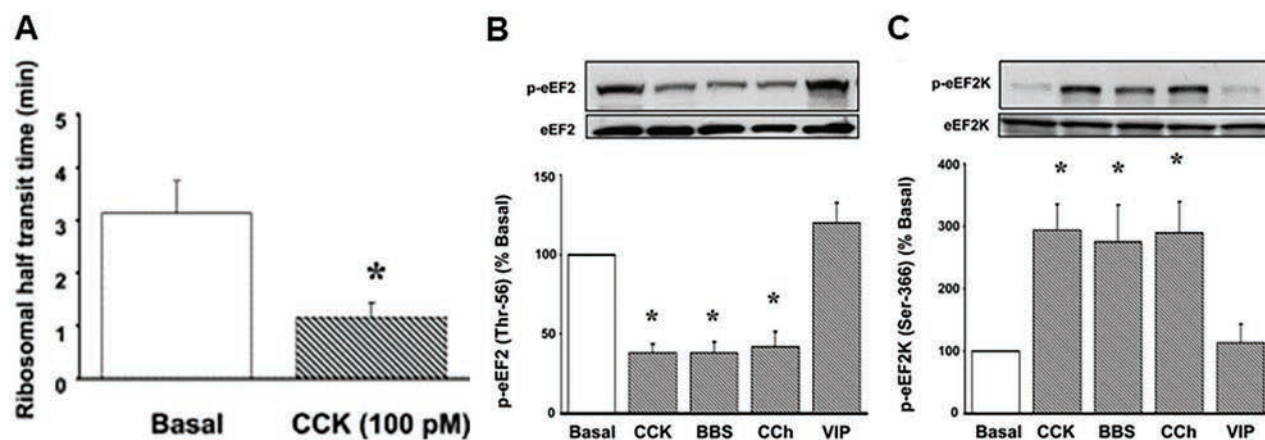 A
Ribosomal half transit time (min)
5
4
3
2
1
0
*
Basal
CCK (100 pM)
B
p-eEF2
eEF2
p-eEF2 (Thr-56) (% Basal)
150
100
50
0
* * *
Basal CCK BBS CCh VIP
C
p-eEF2K
eEF2K
p-eEF2K (Ser-366) (% Basal)
400
300
200
100
0
* * *
Basal CCK BBS CCh VIP